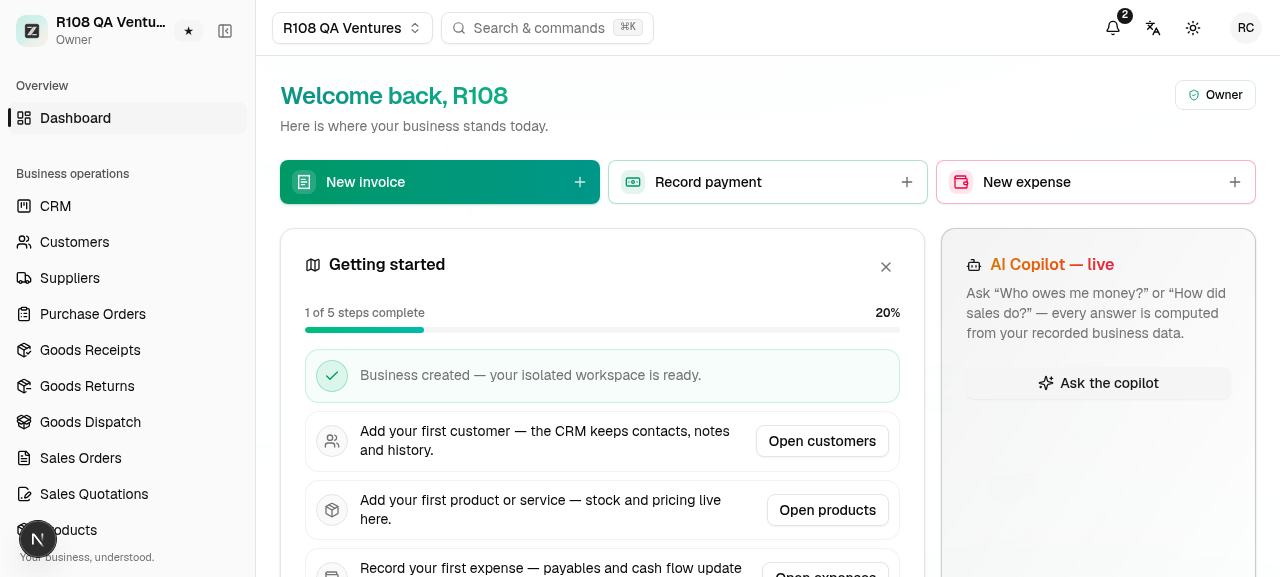 R108 QA Ventu...
Owner
Overview
Dashboard
Business operations
CRM
Customers
Suppliers
Purchase Orders
Goods Receipts
Goods Returns
Goods Dispatch
Sales Orders
Sales Quotations
N
Your business, understood.
R108 QA Ventures
Search & commands
⌘K
2
RC
Welcome back, R108
Here is where your business stands today.
Owner
New invoice
Record payment
New expense
Getting started
1 of 5 steps complete
20%
Business created — your isolated workspace is ready.
Add your first customer — the CRM keeps contacts, notes
and history.
Open customers
Add your first product or service — stock and pricing live
here.
Open products
Record your first expense — payables and cash flow update
Open expenses
AI Copilot — live
Ask “Who owes me money?” or “How did
sales do?” — every answer is computed
from your recorded business data.
Ask the copilot